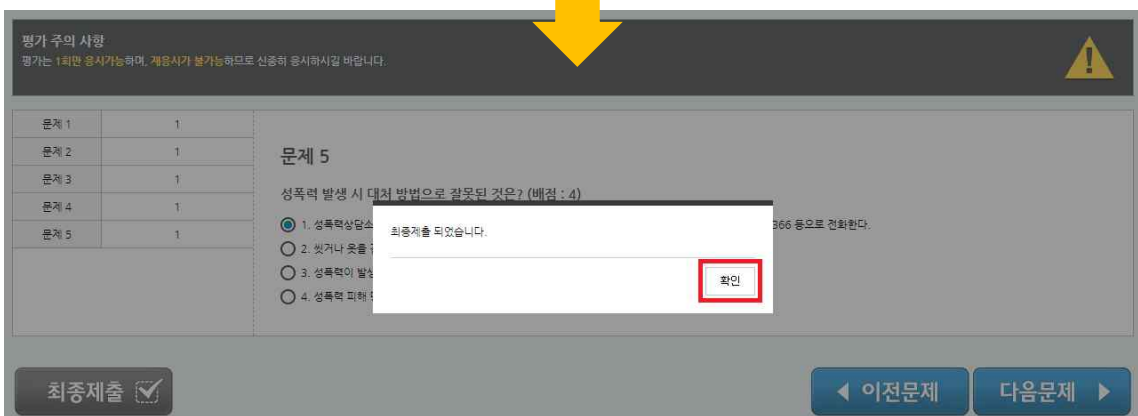 평가 주의 사항
평가는 1회만 응시가능하며, 재응시가 불가능하므로 신중히 응시하시길 바랍니다.
문제 1 1
문제 2 1
문제 3 1
문제 4 1
문제 5 1
문제 5
성폭력 발생 시 대처 방법으로 잘못된 것은? (배점 : 4)
1. 성폭력상담소 366 등으로 전화한다.
2. 씻거나 옷을
3. 성폭력이 발생
4. 성폭력 피해
최종제출 되었습니다.
확인
최종제출
이전문제
다음문제